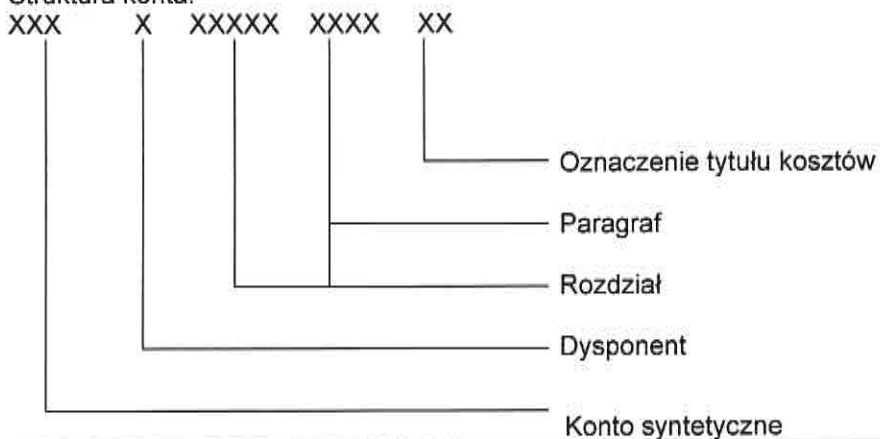 Struktura konta:
XXX X XXXXX XXXX XX
Oznaczenie tytułu kosztów
Paragraf
Rozdział
Dysponent
Konto syntetyczne